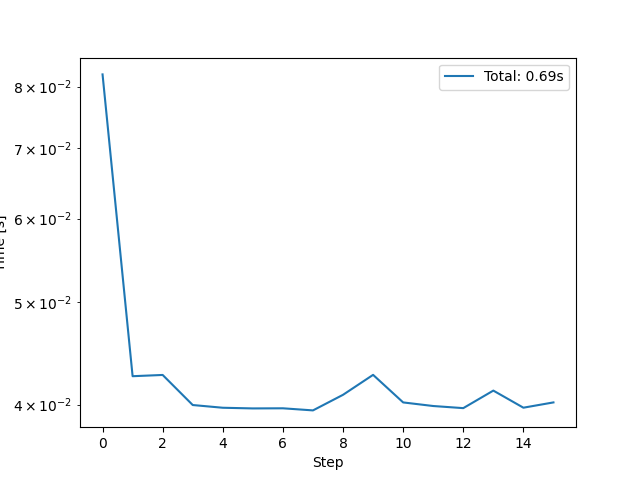 Total: 0.69s
8 × 10⁻²
7 × 10⁻²
6 × 10⁻²
5 × 10⁻²
4 × 10⁻²
Time [s]
0 2 4 6 8 10 12 14
Step